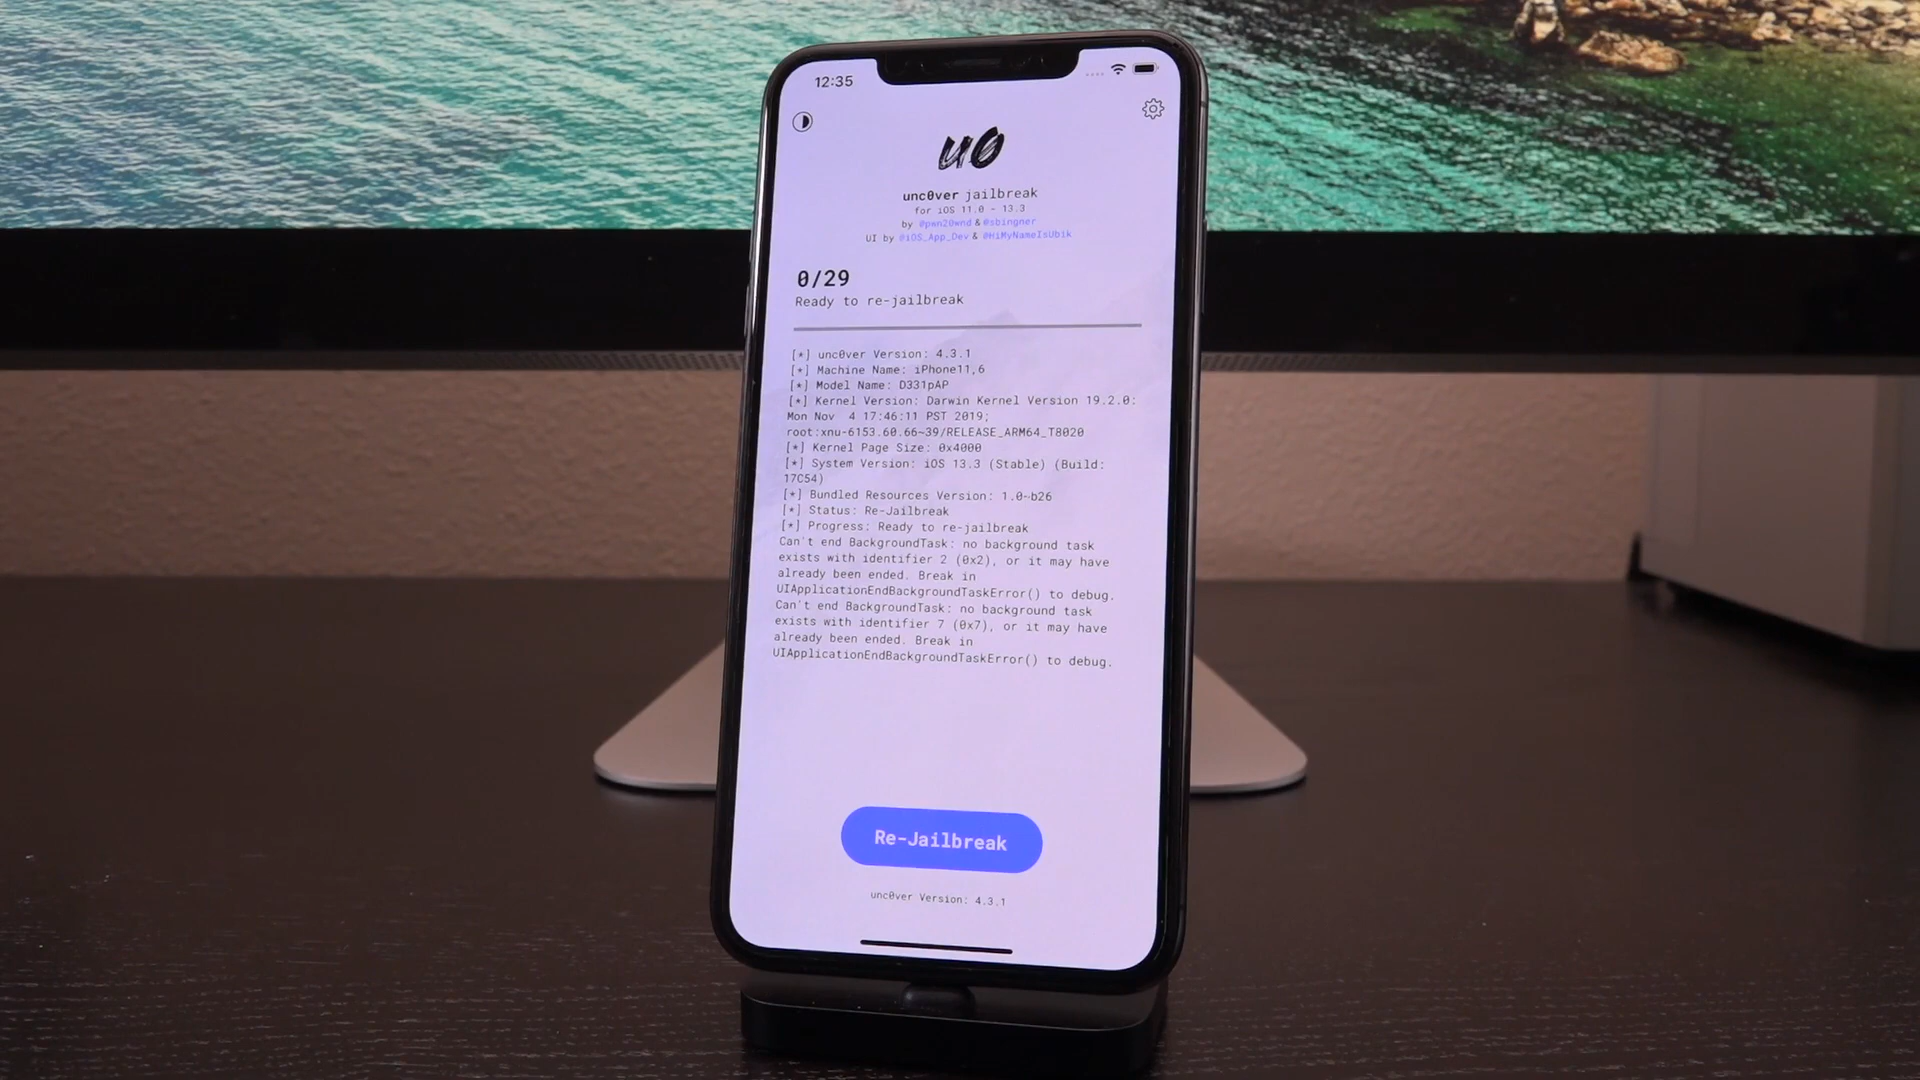 12:35
u0
unc0ver jailbreak
for iOS 11.0 - 13.3
by @pwn20wnd & @sbingner
UI by @iOS_App_Dev & @HiMyNameIsUbik
0/29
Ready to re-jailbreak
[*] unc0ver Version: 4.3.1
[*] Machine Name: iPhone11,6
[*] Model Name: D331pAP
[*] Kernel Version: Darwin Kernel Version 19.2.0:
Mon Nov  4 17:46:11 PST 2019;
root:xnu-6153.60.66~39/RELEASE_ARM64_T8020
[*] Kernel Page Size: 0x4000
[*] System Version: iOS 13.3 (Stable) (Build:
17C54)
[*] Bundled Resources Version: 1.0~b26
[*] Status: Re-Jailbreak
[*] Progress: Ready to re-jailbreak
Can't end BackgroundTask: no background task
exists with identifier 2 (0x2), or it may have
already been ended. Break in
UIApplicationEndBackgroundTaskError() to debug.
Can't end BackgroundTask: no background task
exists with identifier 7 (0x7), or it may have
already been ended. Break in
UIApplicationEndBackgroundTaskError() to debug.
Re-Jailbreak
unc0ver Version: 4.3.1